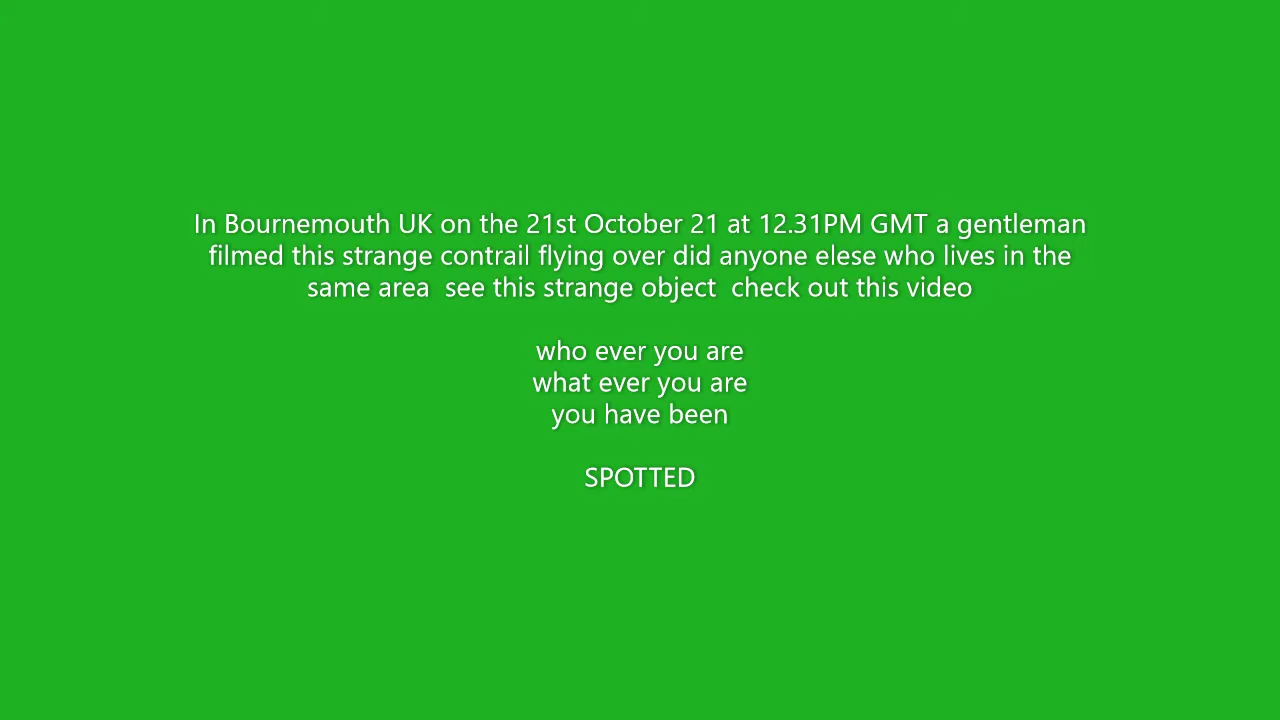 In Bournemouth UK on the 21st October 21 at 12.31PM GMT a gentleman
filmed this strange contrail flying over did anyone elese who lives in the
same area  see this strange object  check out this video
who ever you are
what ever you are
you have been
SPOTTED